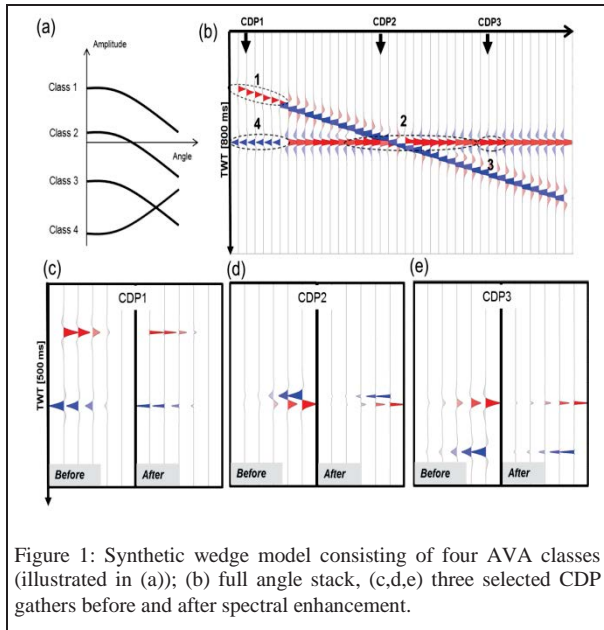 CDP1 CDP2 CDP3
(a) (b)
Amplitude
Class 1
Class 2
Angle
Class 3
Class 4
TWT [800 ms]
1
4
2
3
(c) (d) (e)
CDP1
CDP2
CDP3
TWT [500 ms]
Before After
Before After
Before After
Figure 1: Synthetic wedge model consisting of four AVA classes
(illustrated in (a)); (b) full angle stack, (c,d,e) three selected CDP
gathers before and after spectral enhancement.